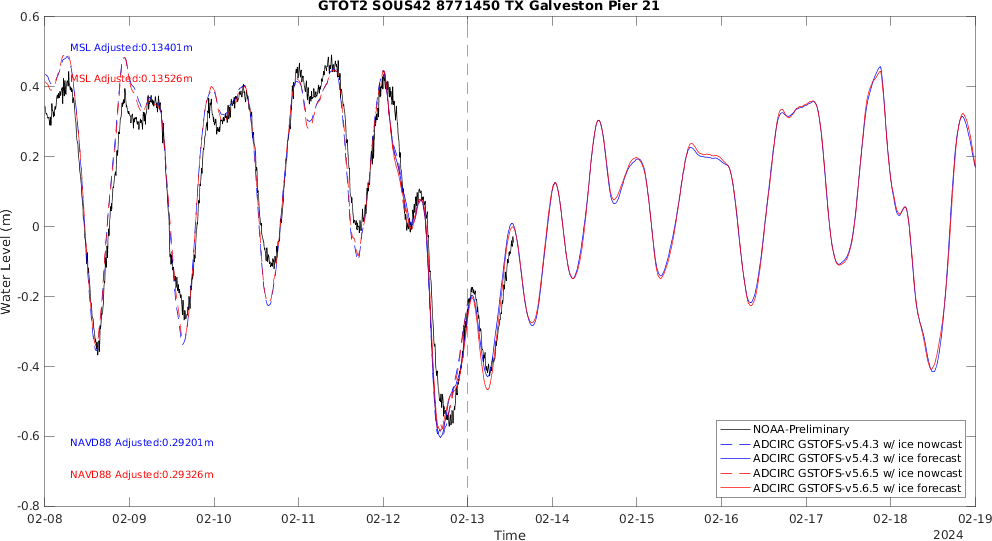 GTOT2 SOUS42 8771450 TX Galveston Pier 21
MSL Adjusted:0.13401m
MSL Adjusted:0.13526m
NAVD88 Adjusted:0.29201m
NAVD88 Adjusted:0.29326m
Water Level (m)
0.6
0.4
0.2
0
-0.2
-0.4
-0.6
-0.8
NOAA-Preliminary
ADCIRC GSTOFS-v5.4.3 w/ ice nowcast
ADCIRC GSTOFS-v5.4.3 w/ ice forecast
ADCIRC GSTOFS-v5.6.5 w/ ice nowcast
ADCIRC GSTOFS-v5.6.5 w/ ice forecast
02-08 02-09 02-10 02-11 02-12 02-13 02-14 02-15 02-16 02-17 02-18 02-19
Time
2024